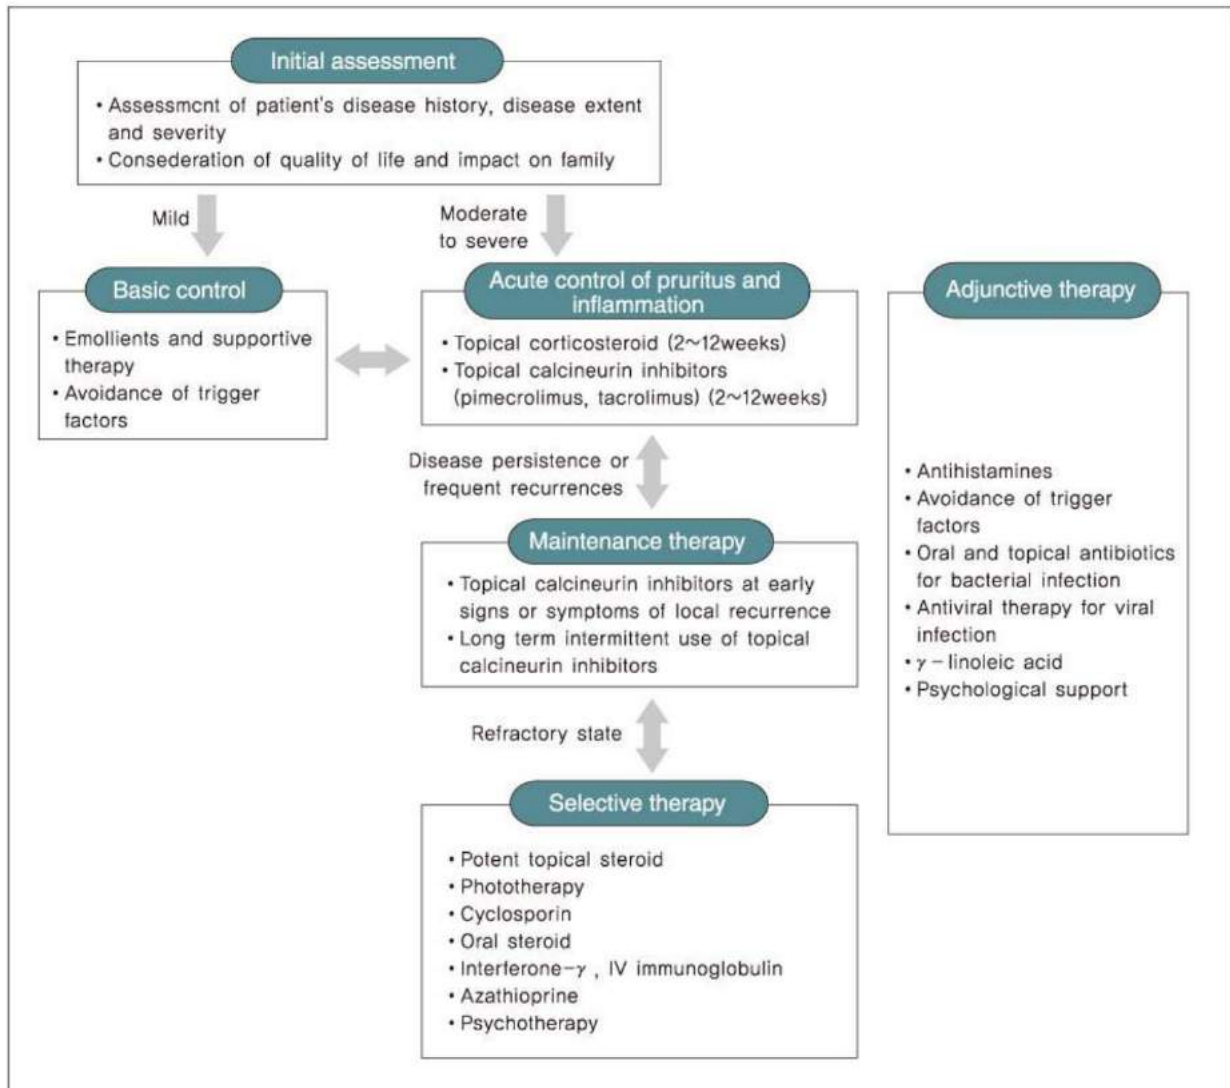 Initial assessment
• Assessmcnt of patient's disease history, disease extent
and severity
• Consederation of quality of life and impact on family
Mild
Moderate
to severe
Basic control
• Emollients and supportive
therapy
• Avoidance of trigger
factors
Acute control of pruritus and
inflammation
• Topical corticosteroid (2~12weeks)
• Topical calcineurin inhibitors
(pimecrolimus, tacrolimus) (2~12weeks)
Disease persistence or
frequent recurrences
Maintenance therapy
• Topical calcineurin inhibitors at early
signs or symptoms of local recurrence
• Long term intermittent use of topical
calcineurin inhibitors
Refractory state
Selective therapy
• Potent topical steroid
• Phototherapy
• Cyclosporin
• Oral steroid
• Interferone-γ , IV immunoglobulin
• Azathioprine
• Psychotherapy
Adjunctive therapy
• Antihistamines
• Avoidance of trigger
factors
• Oral and topical antibiotics
for bacterial infection
• Antiviral therapy for viral
infection
• γ-linoleic acid
• Psychological support